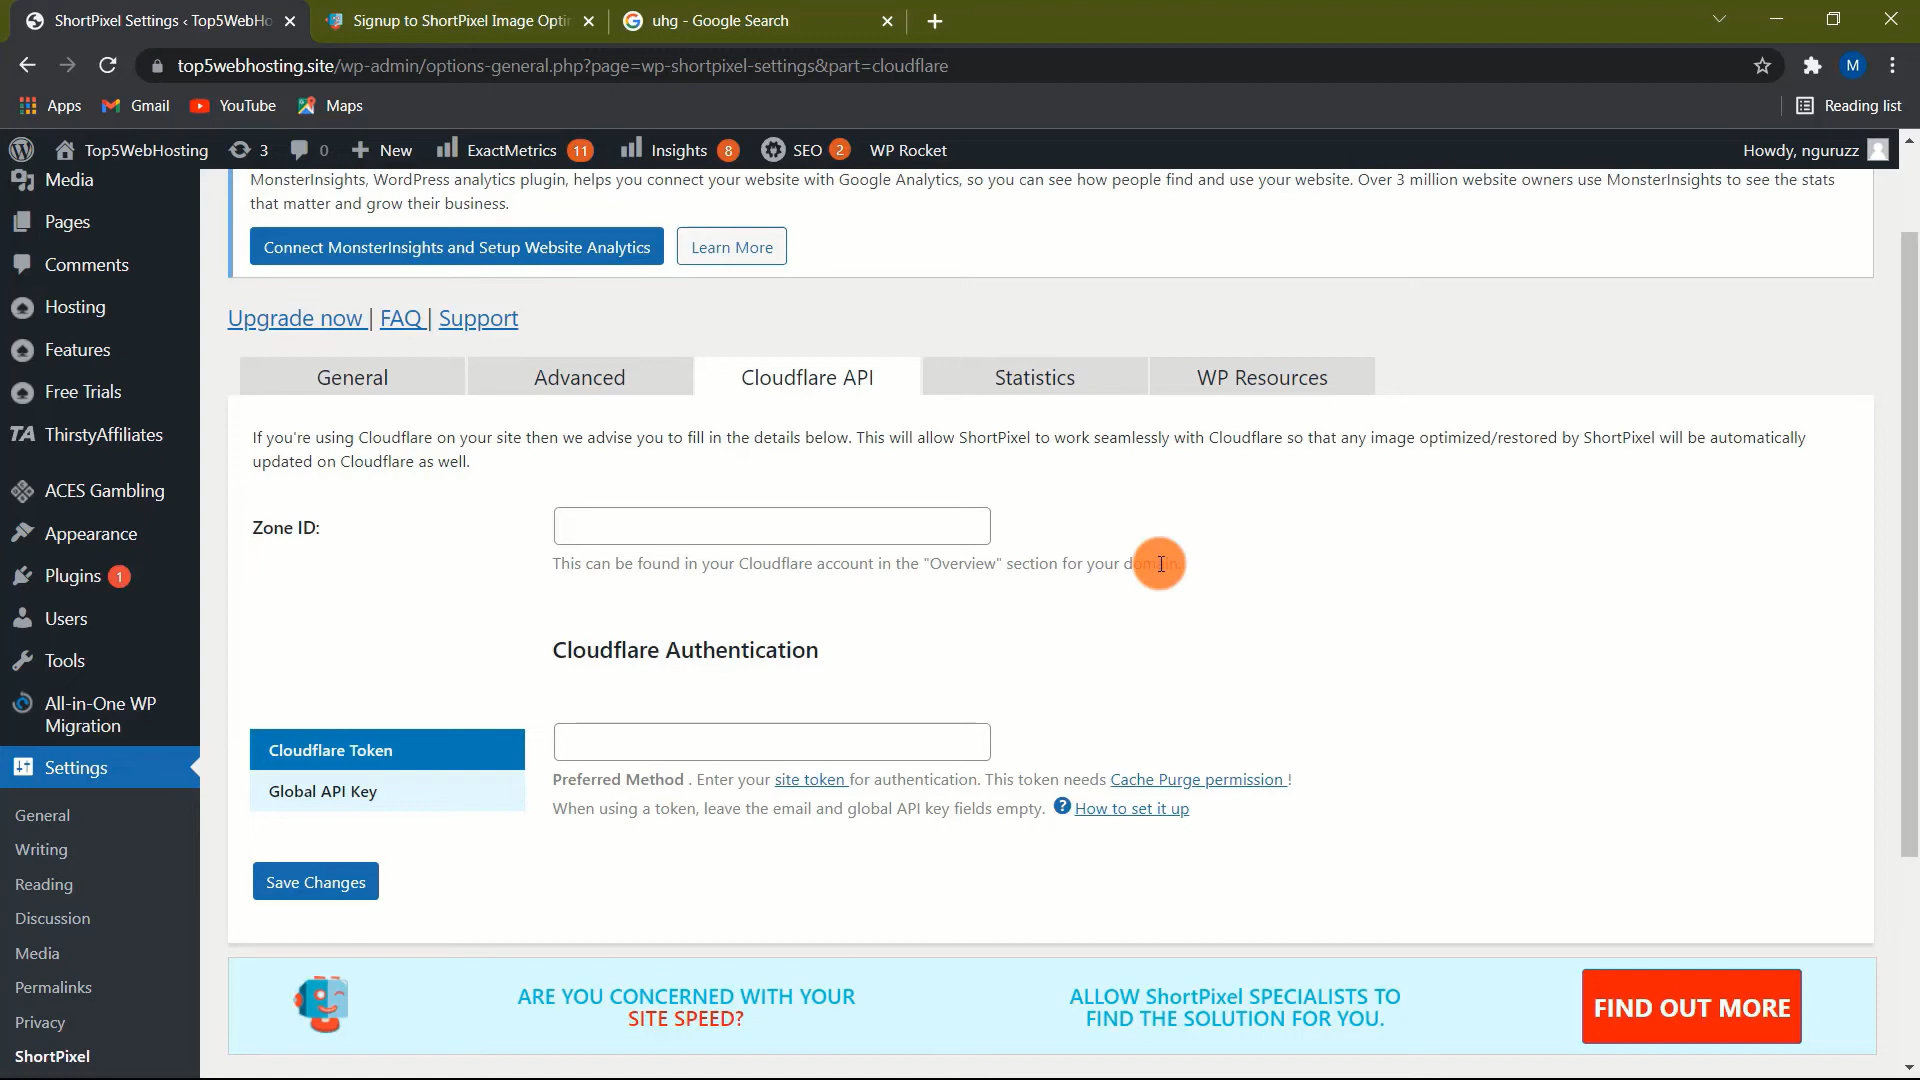 ShortPixel Settings ‹ Top5WebHo
Signup to ShortPixel Image Opti
uhg - Google Search
top5webhosting.site/wp-admin/options-general.php?page=wp-shortpixel-settings&part=cloudflare
M
Apps
Gmail
YouTube
Maps
Reading list
Top5WebHosting
3
0
New
ExactMetrics 11
Insights 8
SEO 2
WP Rocket
Howdy, nguruzz
Media
Pages
Comments
Hosting
Features
Free Trials
TA ThirstyAffiliates
ACES Gambling
Appearance
Plugins 1
Users
Tools
All-in-One WP
Migration
Settings
General
Writing
Reading
Discussion
Media
Permalinks
Privacy
ShortPixel
MonsterInsights, WordPress analytics plugin, helps you connect your website with Google Analytics, so you can see how people find and use your website. Over 3 million website owners use MonsterInsights to see the stats
that matter and grow their business.
Connect MonsterInsights and Setup Website Analytics
Learn More
Upgrade now | FAQ | Support
General
Advanced
Cloudflare API
Statistics
WP Resources
If you're using Cloudflare on your site then we advise you to fill in the details below. This will allow ShortPixel to work seamlessly with Cloudflare so that any image optimized/restored by ShortPixel will be automatically
updated on Cloudflare as well.
Zone ID:
This can be found in your Cloudflare account in the "Overview" section for your domain.
Cloudflare Authentication
Cloudflare Token
Global API Key
Preferred Method . Enter your site token for authentication. This token needs Cache Purge permission !
When using a token, leave the email and global API key fields empty. ? How to set it up
Save Changes
ARE YOU CONCERNED WITH YOUR
SITE SPEED?
ALLOW ShortPixel SPECIALISTS TO
FIND THE SOLUTION FOR YOU.
FIND OUT MORE